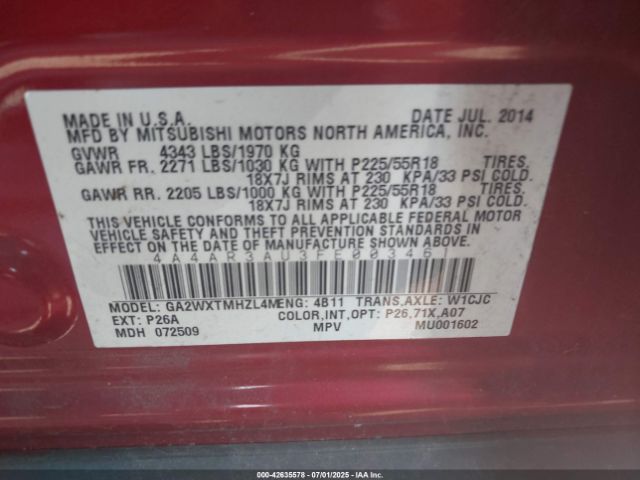 MADE IN U.S.A. DATE JUL. 2014
MFD BY MITSUBISHI MOTORS NORTH AMERICA, INC.
GVWR 4343 LBS/1970 KG
GAWR FR. 2271 LBS/1030 KG WITH P225/55R18 TIRES.
18X7J RIMS AT 230 KPA/33 PSI COLD.
GAWR RR. 2205 LBS/1000 KG WITH P225/55R18 TIRES.
18X7J RIMS AT 230 KPA/33 PSI COLD.
THIS VEHICLE CONFORMS TO ALL APPLICABLE FEDERAL MOTOR
VEHICLE SAFETY AND THEFT PREVENTION STANDARDS IN
EFFECT ON THE DATE OF MANUFACTURE SHOWN ABOVE.
4A4AR3AU3FE003461
MODEL: GA2WXTMHZL4M ENG: 4B11 TRANS,AXLE: W1CJC
EXT: P26A COLOR,INT,OPT: P26,71X,A07
MDH 072509 MPV MU001602
000-42635578 - 07/01/2025 - IAA Inc.